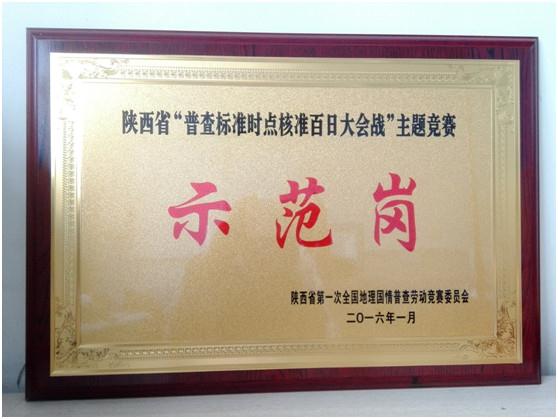 陕西省“普查标准时点核准百日大会战”主题竞赛
示范岗
陕西省第一次全国地理国情普查劳动竞赛委员会
二〇一六年一月